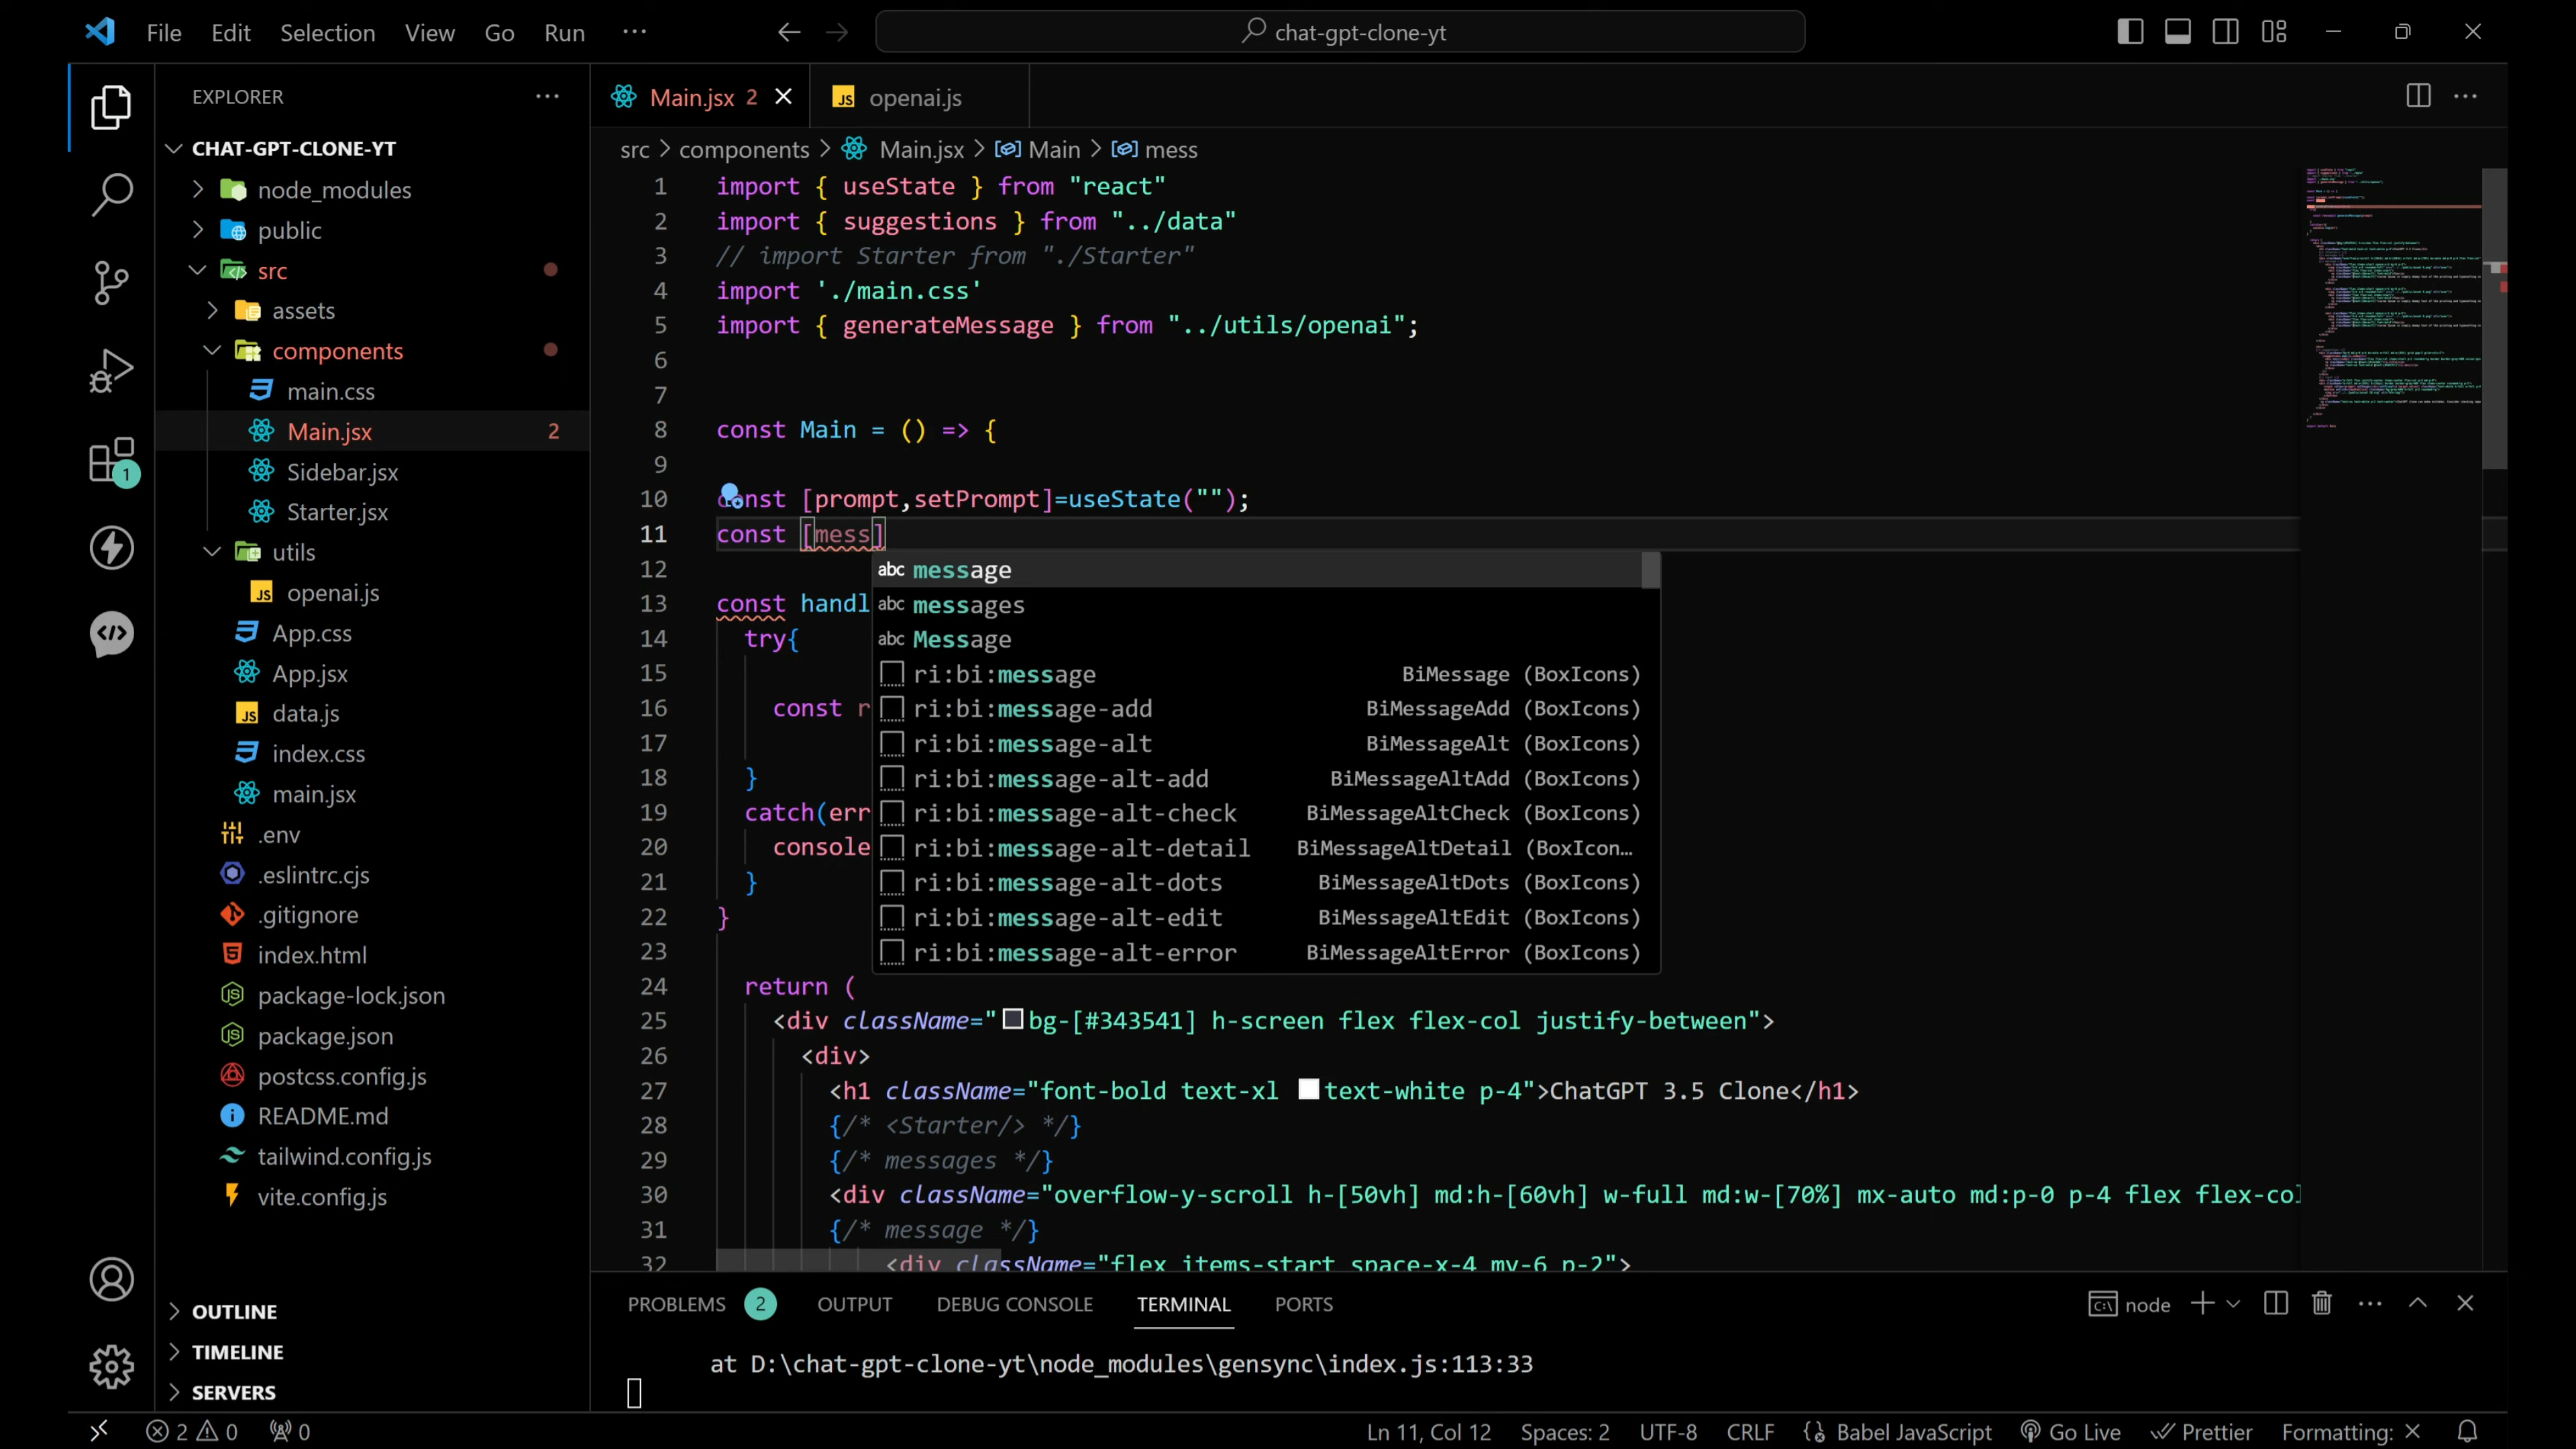 File Edit Selection View Go Run ··· chat-gpt-clone-yt
EXPLORER ···
CHAT-GPT-CLONE-YT
node_modules
public
src
assets
components
main.css
Main.jsx 2
Sidebar.jsx
Starter.jsx
utils
openai.js
App.css
App.jsx
data.js
index.css
main.jsx
.env
.eslintrc.cjs
.gitignore
index.html
package-lock.json
package.json
postcss.config.js
README.md
tailwind.config.js
vite.config.js
OUTLINE
TIMELINE
SERVERS
1
Main.jsx 2 JS openai.js
src > components > Main.jsx > Main > mess
1 import { useState } from "react"
2 import { suggestions } from "../data"
3 // import Starter from "./Starter"
4 import './main.css'
5 import { generateMessage } from "../utils/openai";
6
7
8 const Main = () => {
9
10 const [prompt,setPrompt]=useState("");
11 const [mess]
12
13 const handl
14 try{
15
16 const r
17
18 }
19 catch(err
20 console
21 }
22 }
23
24 return (
25 <div className="bg-[#343541] h-screen flex flex-col justify-between">
26 <div>
27 <h1 className="font-bold text-xl text-white p-4">ChatGPT 3.5 Clone</h1>
28 {/* <Starter/> */}
29 {/* messages */}
30 <div className="overflow-y-scroll h-[50vh] md:h-[60vh] w-full md:w-[70%] mx-auto md:p-0 p-4 flex flex-col
31 {/* message */}
32 <div className="flex items-start space-x-4 my-6 p-2">
abc message
abc messages
abc Message
ri:bi:message BiMessage (BoxIcons)
ri:bi:message-add BiMessageAdd (BoxIcons)
ri:bi:message-alt BiMessageAlt (BoxIcons)
ri:bi:message-alt-add BiMessageAltAdd (BoxIcons)
ri:bi:message-alt-check BiMessageAltCheck (BoxIcons)
ri:bi:message-alt-detail BiMessageAltDetail (BoxIcon…
ri:bi:message-alt-dots BiMessageAltDots (BoxIcons)
ri:bi:message-alt-edit BiMessageAltEdit (BoxIcons)
ri:bi:message-alt-error BiMessageAltError (BoxIcons)
PROBLEMS 2 OUTPUT DEBUG CONSOLE TERMINAL PORTS node
at D:\chat-gpt-clone-yt\node_modules\gensync\index.js:113:33
2 0 0 Ln 11, Col 12 Spaces: 2 UTF-8 CRLF Babel JavaScript Go Live Prettier Formatting: ×